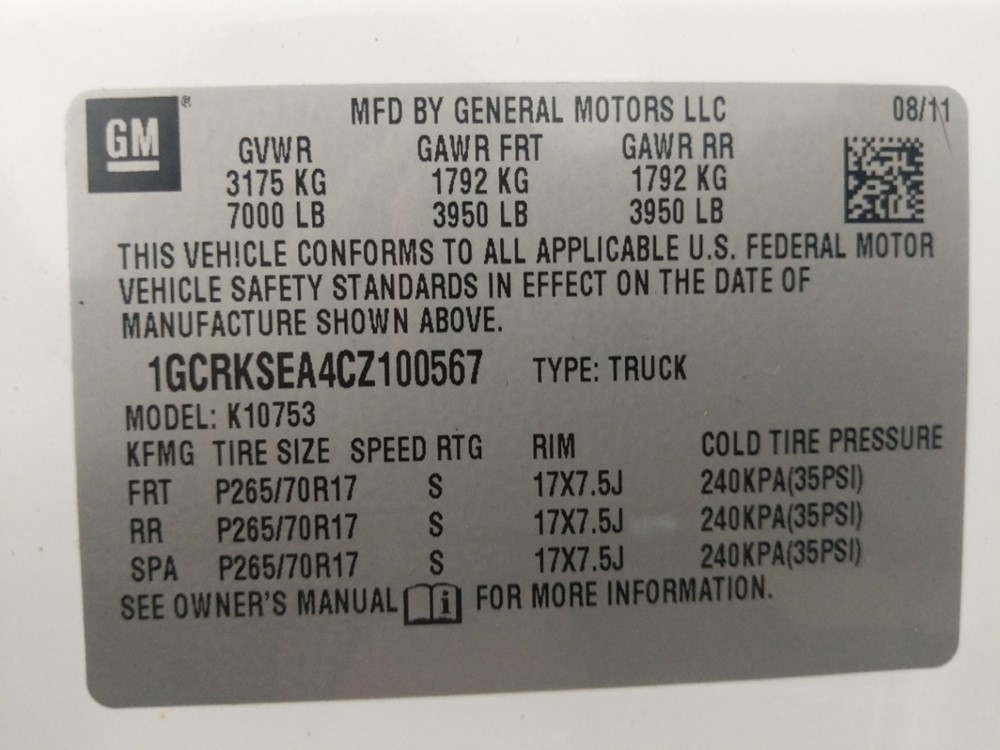 GM® MFD BY GENERAL MOTORS LLC 08/11
GVWR GAWR FRT GAWR RR
3175 KG 1792 KG 1792 KG
7000 LB 3950 LB 3950 LB
THIS VEHICLE CONFORMS TO ALL APPLICABLE U.S. FEDERAL MOTOR
VEHICLE SAFETY STANDARDS IN EFFECT ON THE DATE OF
MANUFACTURE SHOWN ABOVE.
1GCRKSEA4CZ100567 TYPE: TRUCK
MODEL: K10753
KFMG TIRE SIZE SPEED RTG RIM COLD TIRE PRESSURE
FRT P265/70R17 S 17X7.5J 240KPA(35PSI)
RR P265/70R17 S 17X7.5J 240KPA(35PSI)
SPA P265/70R17 S 17X7.5J 240KPA(35PSI)
SEE OWNER'S MANUAL i FOR MORE INFORMATION.